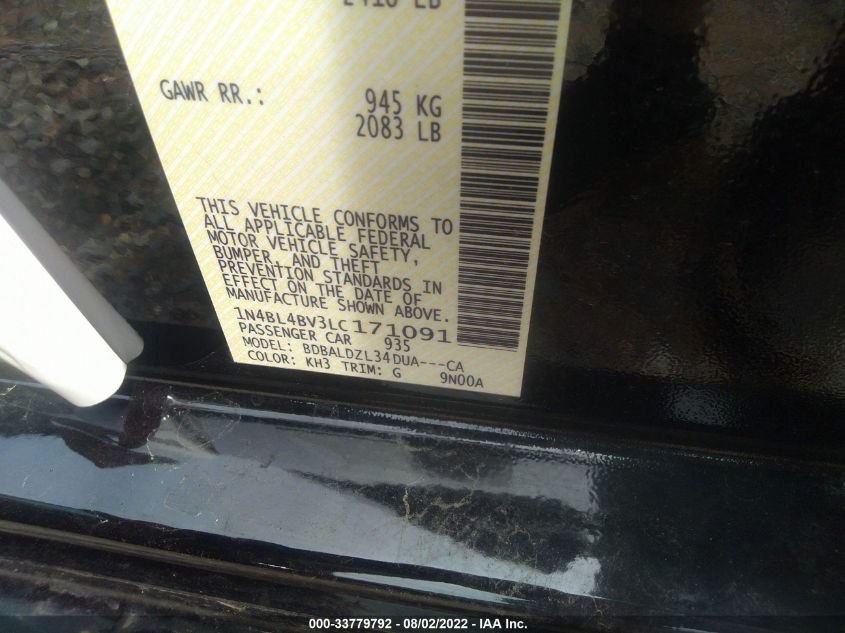 2410 LB
GAWR RR.: 945 KG
2083 LB
THIS VEHICLE CONFORMS TO
ALL APPLICABLE FEDERAL
MOTOR VEHICLE SAFETY,
BUMPER, AND THEFT
PREVENTION STANDARDS IN
EFFECT ON THE DATE OF
MANUFACTURE SHOWN ABOVE.
1N4BL4BV3LC171091
PASSENGER CAR 935
MODEL: BDBALDZL34DUA---CA
COLOR: KH3 TRIM: G 9N00A
000-33779792 - 08/02/2022 - IAA Inc.